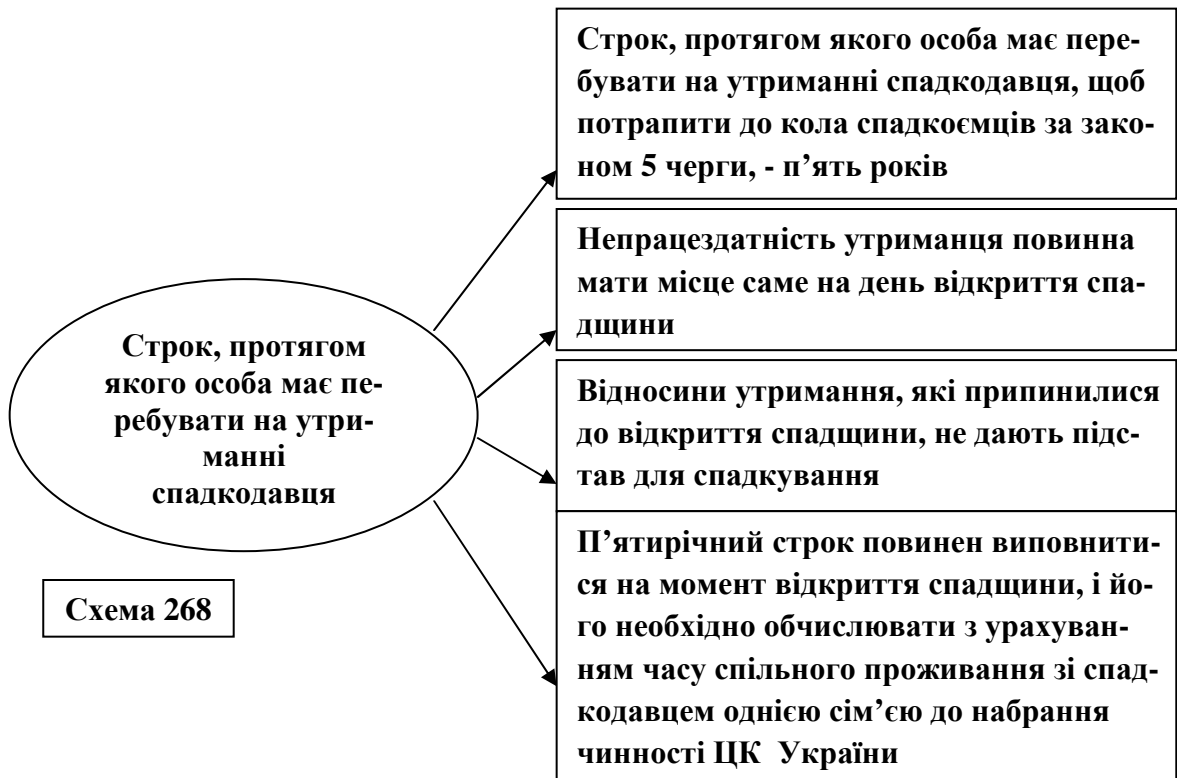 Строк, протягом якого особа має пере-
бувати на утриманні спадкодавця, щоб
потрапити до кола спадкоємців за зако-
ном 5 черги, - п’ять років
Непрацездатність утриманця повинна
мати місце саме на день відкриття спа-
дщини
Строк, протягом
якого особа має пе-
ребувати на утри-
манні
спадкодавця
Відносини утримання, які припинилися
до відкриття спадщини, не дають підс-
тав для спадкування
П’ятирічний строк повинен виповнити-
ся на момент відкриття спадщини, і йо-
го необхідно обчислювати з урахуван-
ням часу спільного проживання зі спад-
кодавцем однією сім’єю до набрання
чинності ЦК України
Схема 268